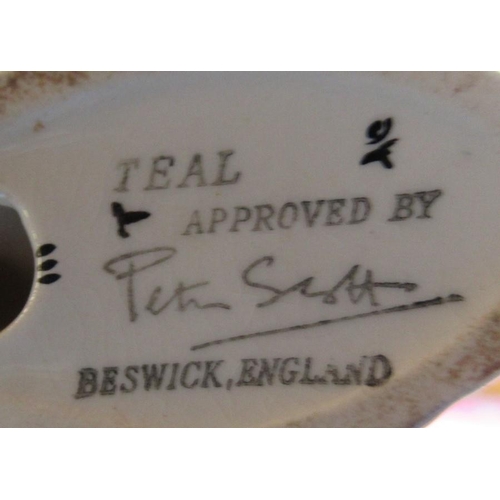 TEAL
APPROVED BY
Peter Scott
BESWICK, ENGLAND